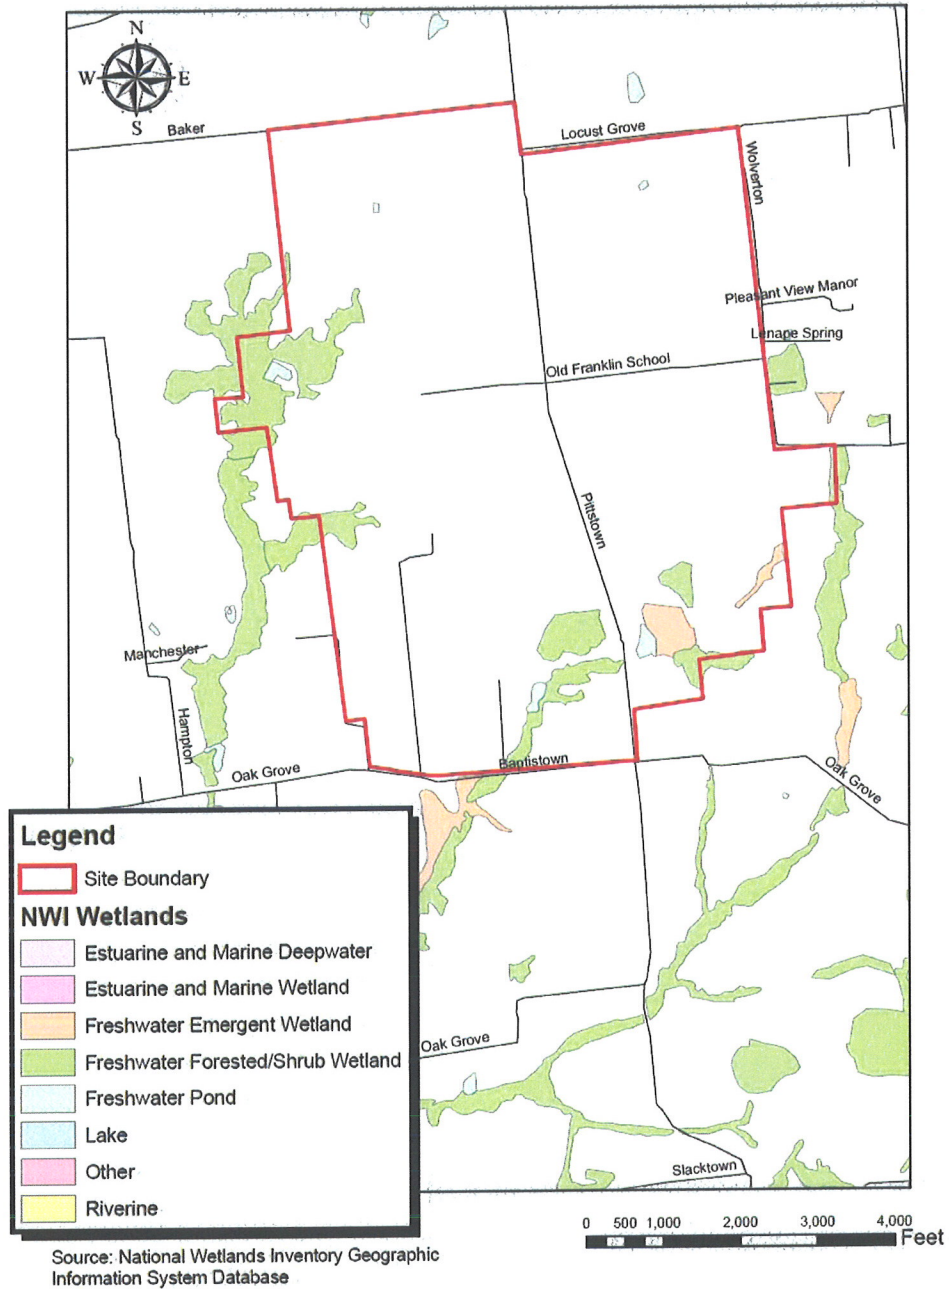 N
W E
S
Baker
Locust Grove
Wolverton
Pleasant View Manor
Lenape Spring
Old Franklin School
Pittstown
Manchester
Hampton
Oak Grove
Baptistown
Oak Grove
Legend
Site Boundary
NWI Wetlands
Estuarine and Marine Deepwater
Estuarine and Marine Wetland
Freshwater Emergent Wetland
Freshwater Forested/Shrub Wetland
Freshwater Pond
Lake
Other
Riverine
Oak Grove
Slacktown
0 500 1,000 2,000 3,000 4,000
Feet
Source: National Wetlands Inventory Geographic
Information System Database